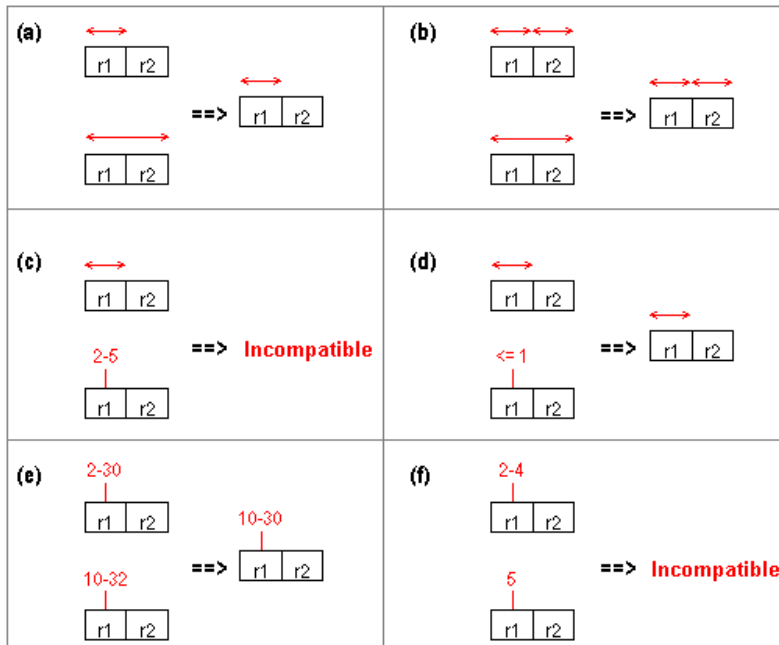 (a)
r1 r2
==> r1 r2
r1 r2
(b)
r1 r2
==> r1 r2
r1 r2
(c)
r1 r2
==> Incompatible
2-5
r1 r2
(d)
r1 r2
==> r1 r2
<= 1
r1 r2
(e)
2-30
r1 r2
10-30
==> r1 r2
10-32
r1 r2
(f)
2-4
r1 r2
==> Incompatible
5
r1 r2